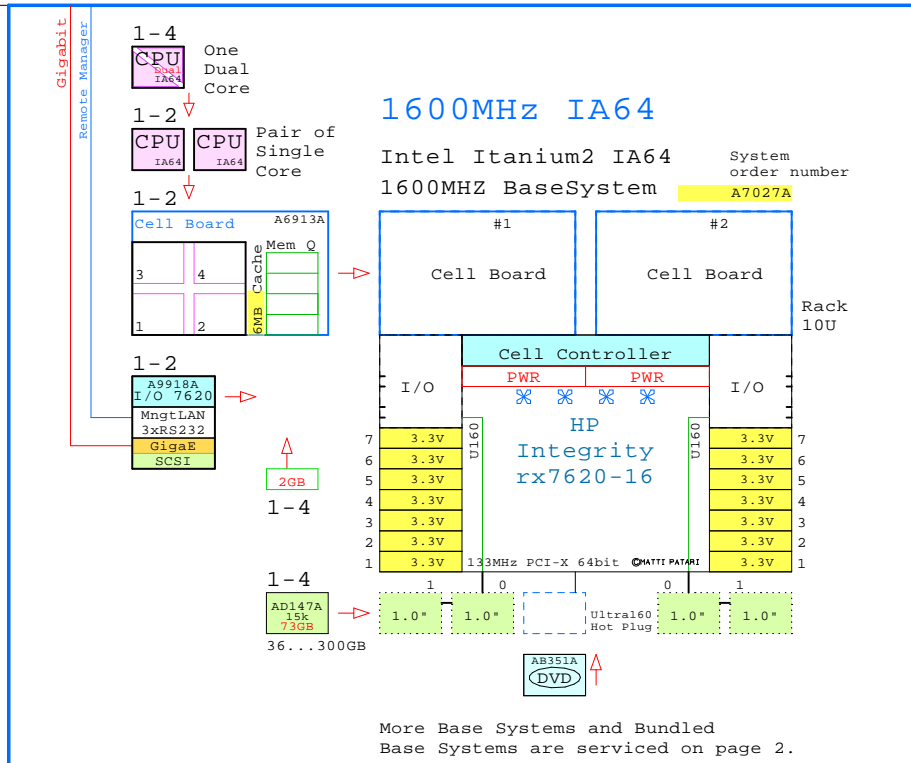 Gigabit
Remote Manager
1-4
CPU
Dual
IA64
One
Dual
Core
1-2
CPU
IA64
CPU
IA64
Pair of
Single
Core
1-2
Cell Board
A6913A
3
4
1
2
6MB Cache
Mem Q
1-2
A9918A
I/O 7620
MngtLAN
3xRS232
GigaE
SCSI
2GB
1-4
1-4
AD147A
15k
73GB
36...300GB
1600MHz IA64
Intel Itanium2 IA64
1600MHZ BaseSystem
System
order number
A7027A
#1
Cell Board
#2
Cell Board
Rack
10U
Cell Controller
PWR
PWR
I/O
I/O
U160
U160
HP
Integrity
rx7620-16
7 3.3V
6 3.3V
5 3.3V
4 3.3V
3 3.3V
2 3.3V
1 3.3V
3.3V 7
3.3V 6
3.3V 5
3.3V 4
3.3V 3
3.3V 2
3.3V 1
133MHz PCI-X 64bit
©MATTI PATARI
1 0
0 1
1.0"
1.0"
Ultra160
Hot Plug
1.0"
1.0"
AB351A
DVD
More Base Systems and Bundled
Base Systems are serviced on page 2.